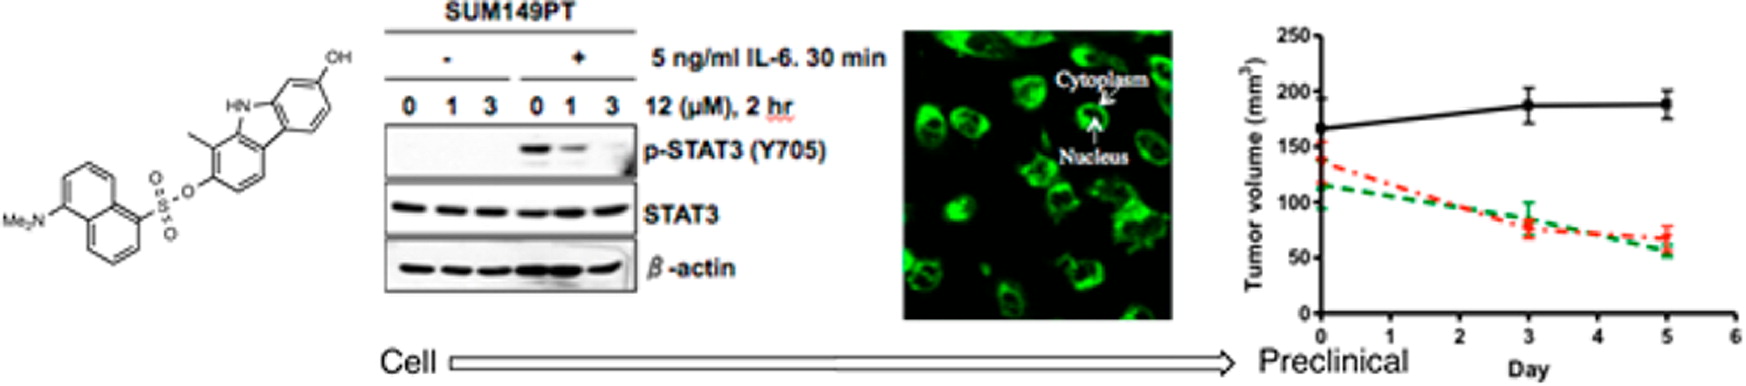 OH
HN
O
O
S
O
Me2N
SUM149PT
- + 5 ng/ml IL-6. 30 min
0 1 3 0 1 3 12 (μM), 2 hr
p-STAT3 (Y705)
STAT3
β-actin
Cytoplasm
Nucleus
Tumor volume (mm³)
250
200
150
100
50
0
0 1 2 3 4 5 6
Day
Cell
Preclinical